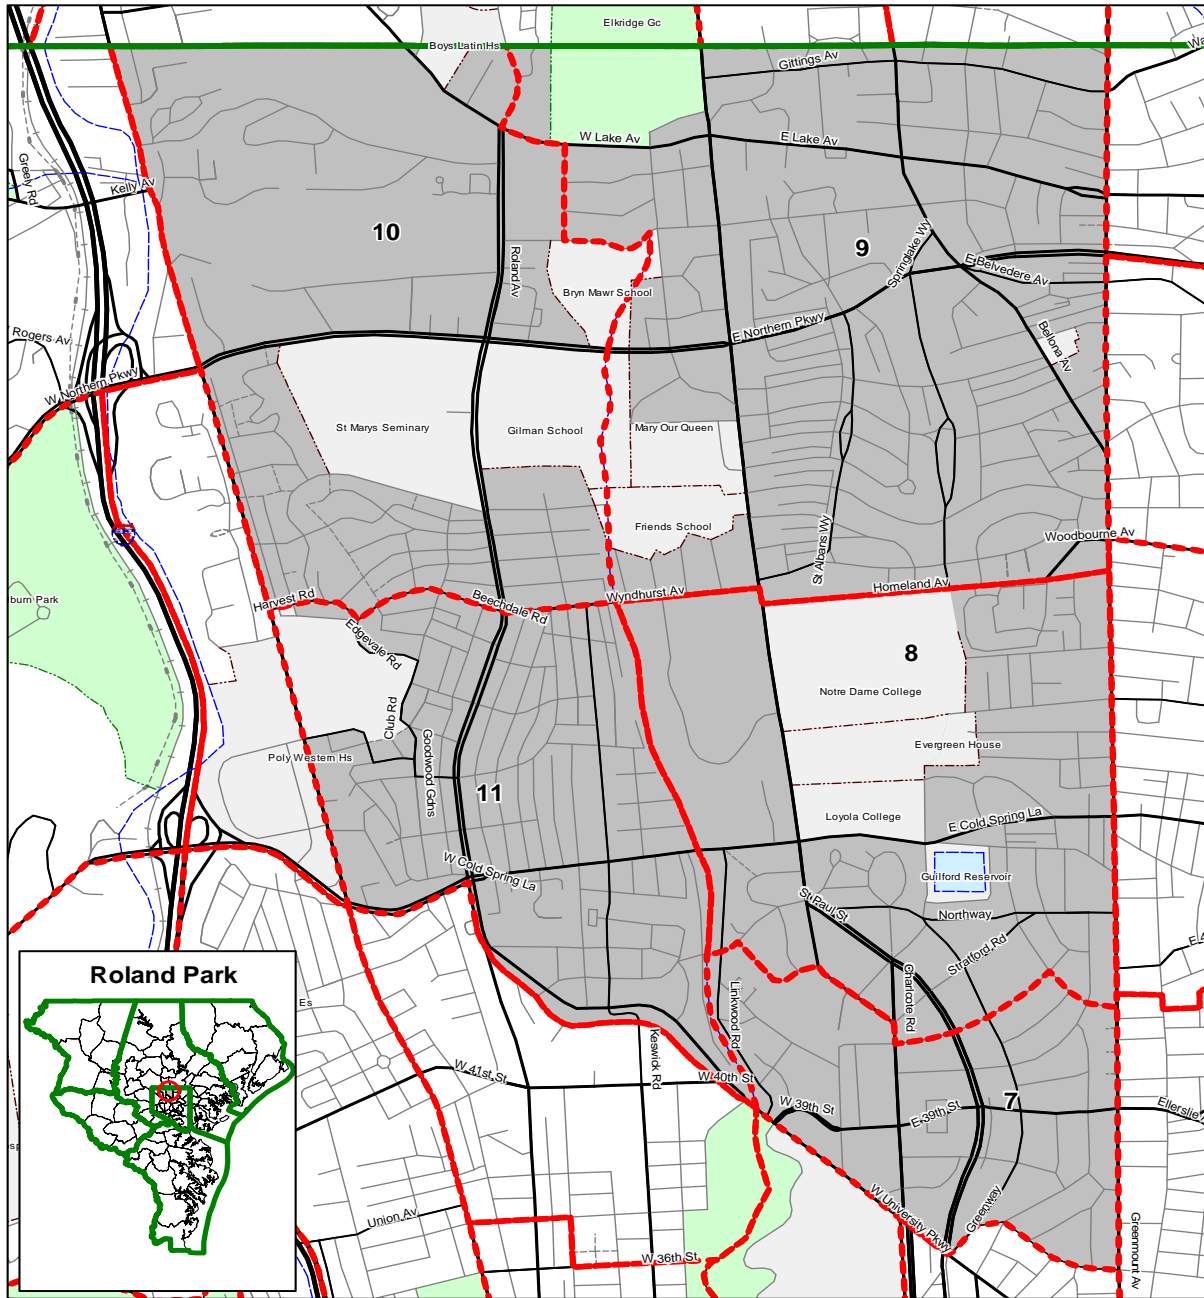 Elkridge Gc
Boys Latin Hs
Wa
Gittings Av
W Lake Av
E Lake Av
Greely Rd
Kelly Av
10
9
Roland Av
Springlake Wy
E Belvedere Av
Bryn Mawr School
Rogers Av
E Northern Pkwy
Bellona Av
W Northern Pkwy
St Marys Seminary
Gilman School
Mary Our Queen
Friends School
St Albans Wy
Woodbourne Av
burn Park
Harvest Rd
Beechdale Rd
Wyndhurst Av
Homeland Av
Edgevale Rd
8
Notre Dame College
Club Rd
Goodwood Gdns
Evergreen House
Poly Western Hs
11
Loyola College
E Cold Spring La
W Cold Spring La
Guilford Reservoir
St Paul St
Northway
Stratford Rd
E 4
Charlcote Rd
Linkwood Rd
Roland Park
Es
Keswick Rd
W 41st St
W 40th St
W 39th St
E 39th St
7
Ellerslie
sp
W University Pkwy
Greenway
Greenmount Av
Union Av
W 36th St